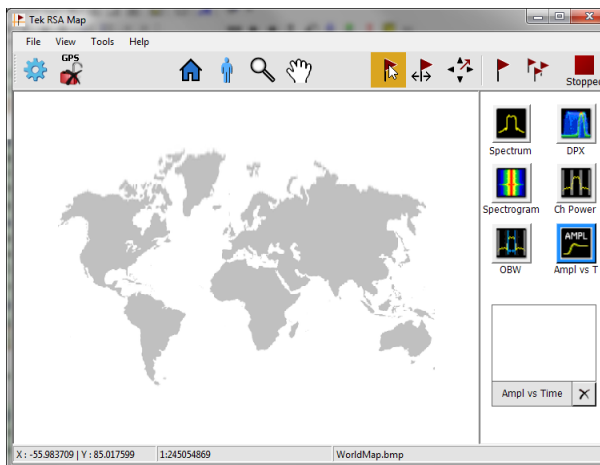 Tek RSA Map
File View Tools Help
GPS
Stopped
Spectrum DPX
Spectrogram Ch Power
AMPL
OBW Ampl vs T
Ampl vs Time
X : -55.983709 | Y : 85.017599 1:245054869 WorldMap.bmp